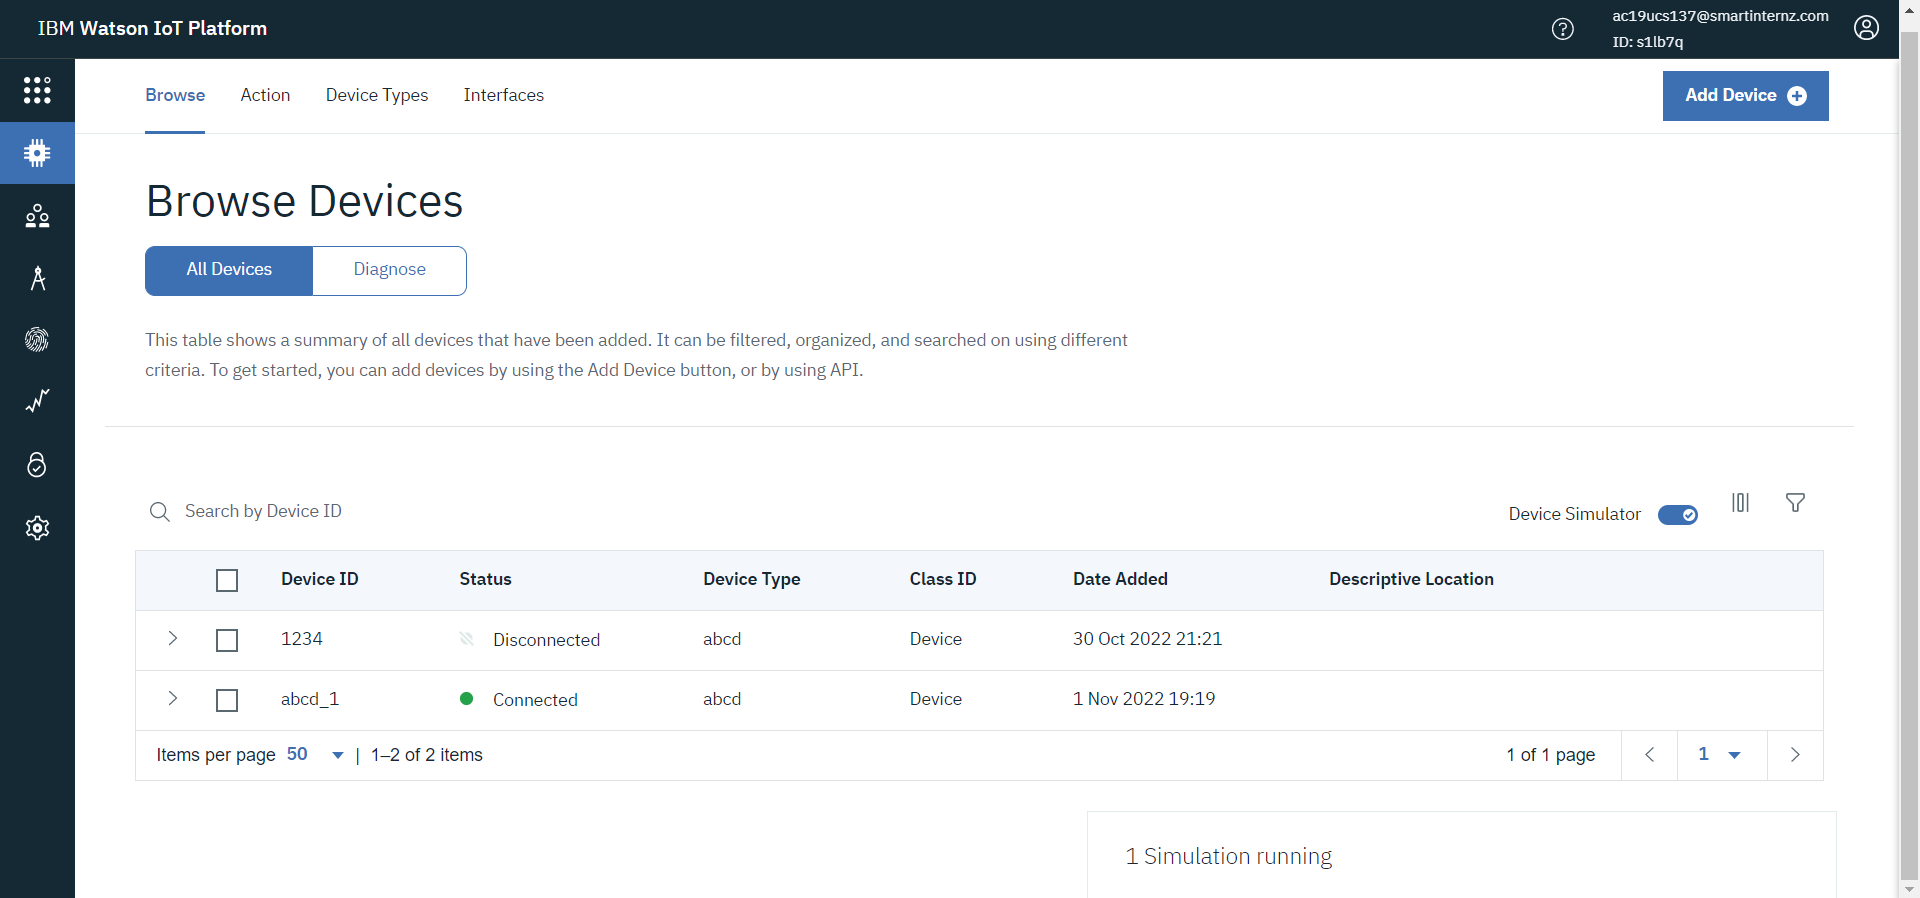 IBM Watson IoT Platform
ac19ucs137@smartinternz.com
ID: s1lb7q
Browse Action Device Types Interfaces
Add Device
Browse Devices
All Devices Diagnose
This table shows a summary of all devices that have been added. It can be filtered, organized, and searched on using different
criteria. To get started, you can add devices by using the Add Device button, or by using API.
Search by Device ID
Device Simulator
Device ID Status Device Type Class ID Date Added Descriptive Location
1234 Disconnected abcd Device 30 Oct 2022 21:21
abcd_1 Connected abcd Device 1 Nov 2022 19:19
Items per page 50 | 1–2 of 2 items 1 of 1 page 1
1 Simulation running